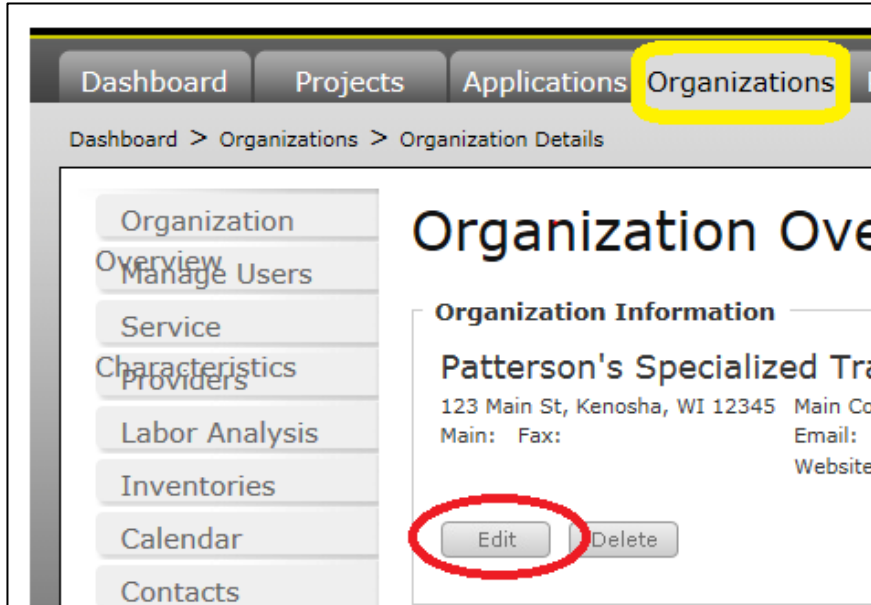 Dashboard Projects Applications Organizations
Dashboard > Organizations > Organization Details
Organization
Overview
Manage Users
Service
Characteristics
Providers
Labor Analysis
Inventories
Calendar
Contacts
Organization Ove
Organization Information
Patterson's Specialized Tra
123 Main St, Kenosha, WI 12345 Main Co
Main: Fax: Email:
Website
Edit Delete